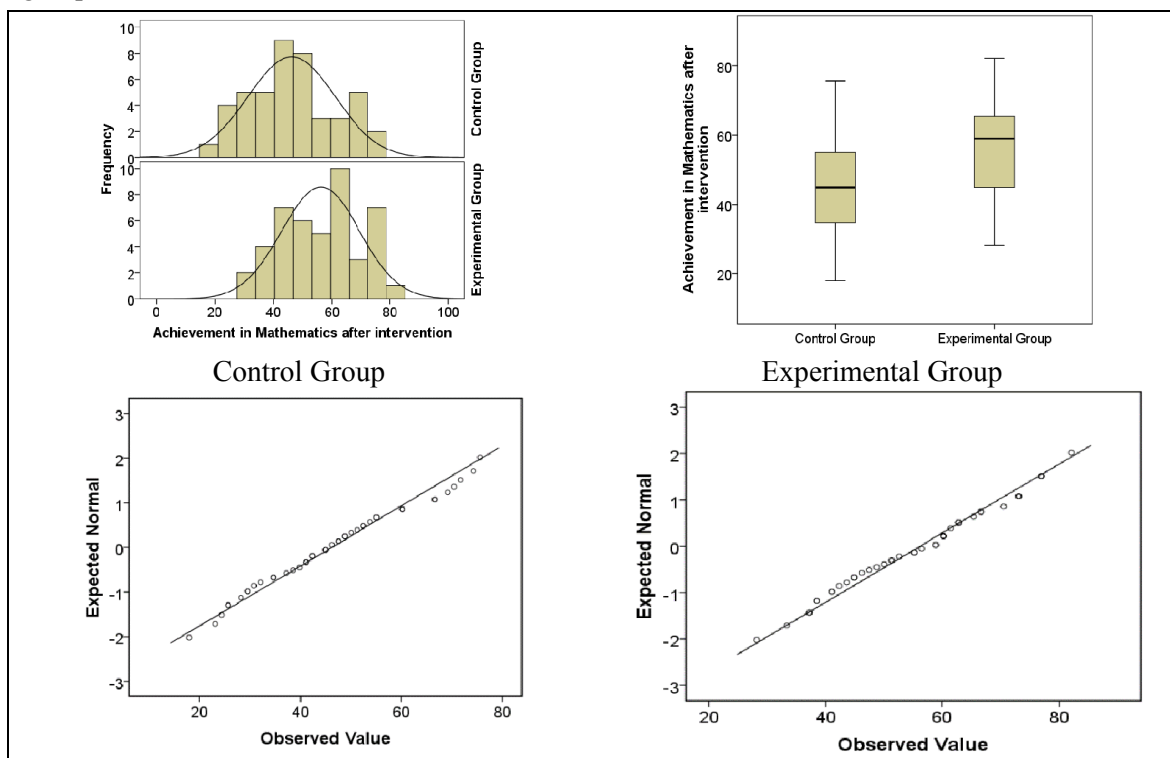 10
8
6
4
2
0
Control Group
Frequency
10
8
6
4
2
0
Experimental Group
0 20 40 60 80 100
Achievement in Mathematics after intervention
Achievement in Mathematics after
intervention
80
60
40
20
Control Group Experimental Group
Control Group
Experimental Group
Expected Normal
3
2
1
0
-1
-2
-3
20 40 60 80
Observed Value
Expected Normal
3
2
1
0
-1
-2
-3
20 40 60 80
Observed Value